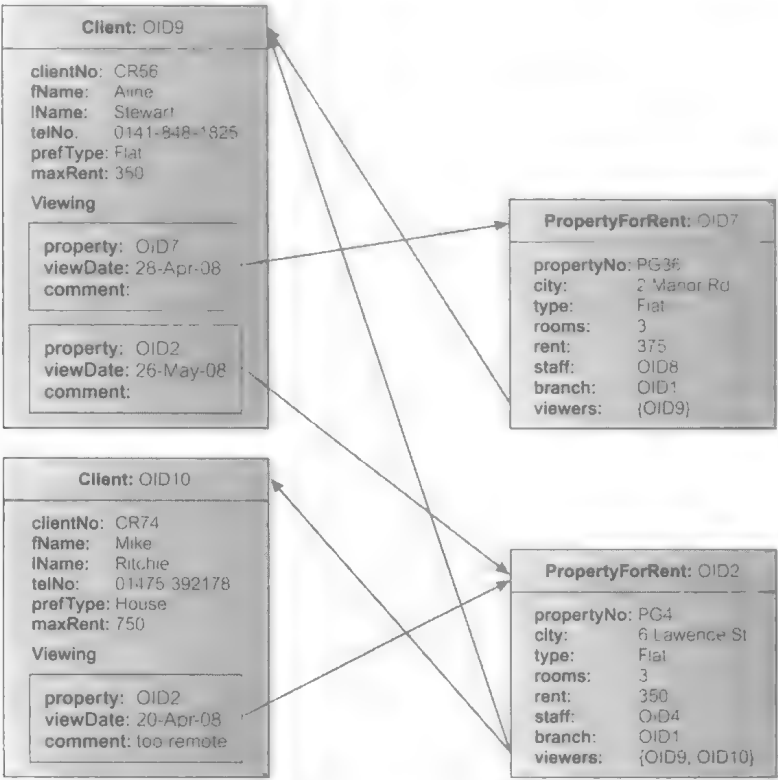 Client: OID9
clientNo: CR56
fName: Aline
lName: Stewart
telNo. 0141-848-1825
prefType: Flat
maxRent: 350
Viewing
property: OID7
viewDate: 28-Apr-08
comment:
property: OID2
viewDate: 26-May-08
comment:
Client: OID10
clientNo: CR74
fName: Mike
lName: Ritchie
telNo: 01475 392178
prefType: House
maxRent: 750
Viewing
property: OID2
viewDate: 20-Apr-08
comment: too remote
PropertyForRent: OID7
propertyNo: PG36
city: 2 Manor Rd
type: Flat
rooms: 3
rent: 375
staff: OID8
branch: OID1
viewers: {OID9}
PropertyForRent: OID2
propertyNo: PG4
city: 6 Lawence St
type: Flat
rooms: 3
rent: 350
staff: OID4
branch: OID1
viewers: {OID9, OID10}